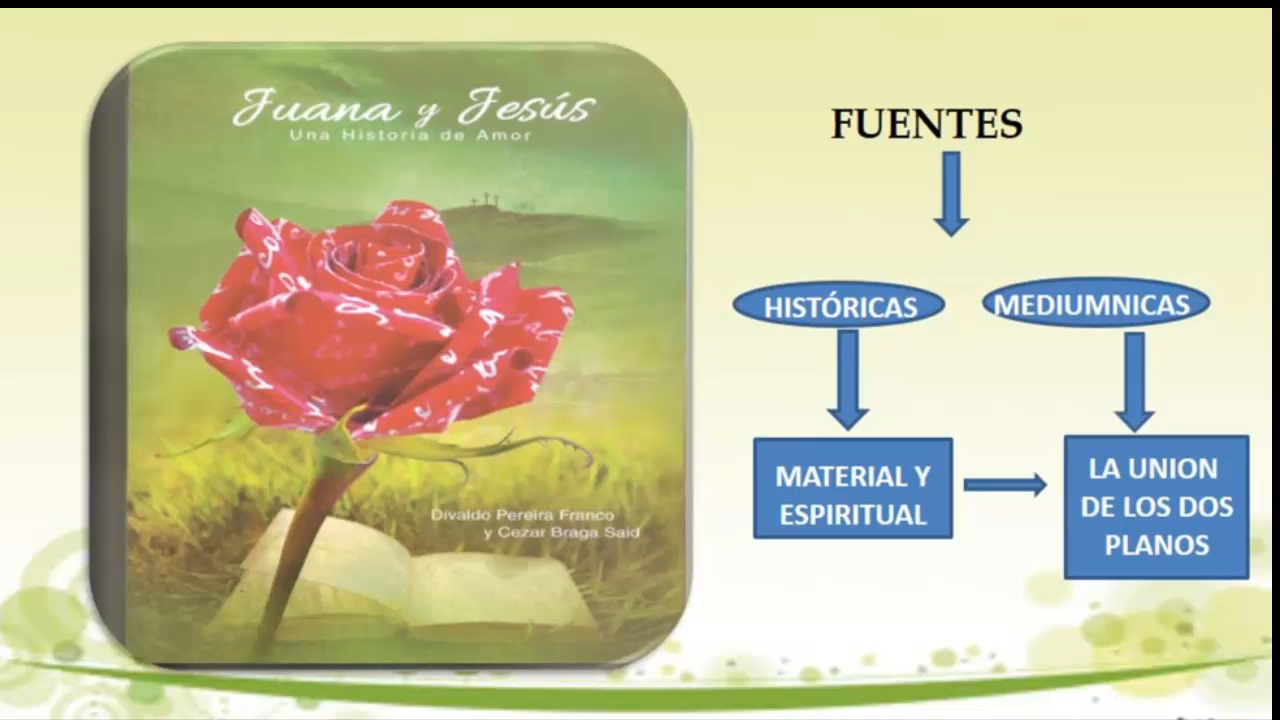 Juana y Jesús
Una Historia de Amor
Divaldo Pereira Franco
y Cezar Braga Said
FUENTES
HISTÓRICAS
MEDIUMNICAS
MATERIAL Y
ESPIRITUAL
LA UNION
DE LOS DOS
PLANOS